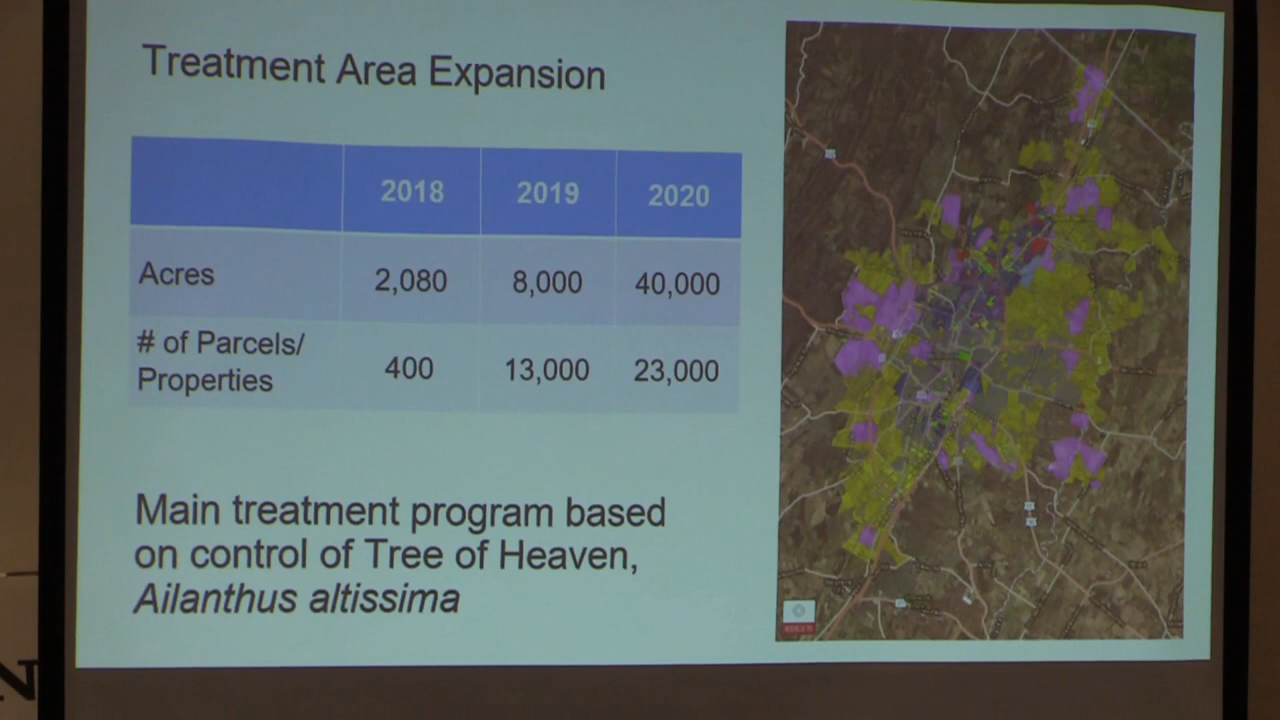 Treatment Area Expansion
2018 2019 2020
Acres 2,080 8,000 40,000
# of Parcels/
Properties 400 13,000 23,000
Main treatment program based
on control of Tree of Heaven,
Ailanthus altissima
N